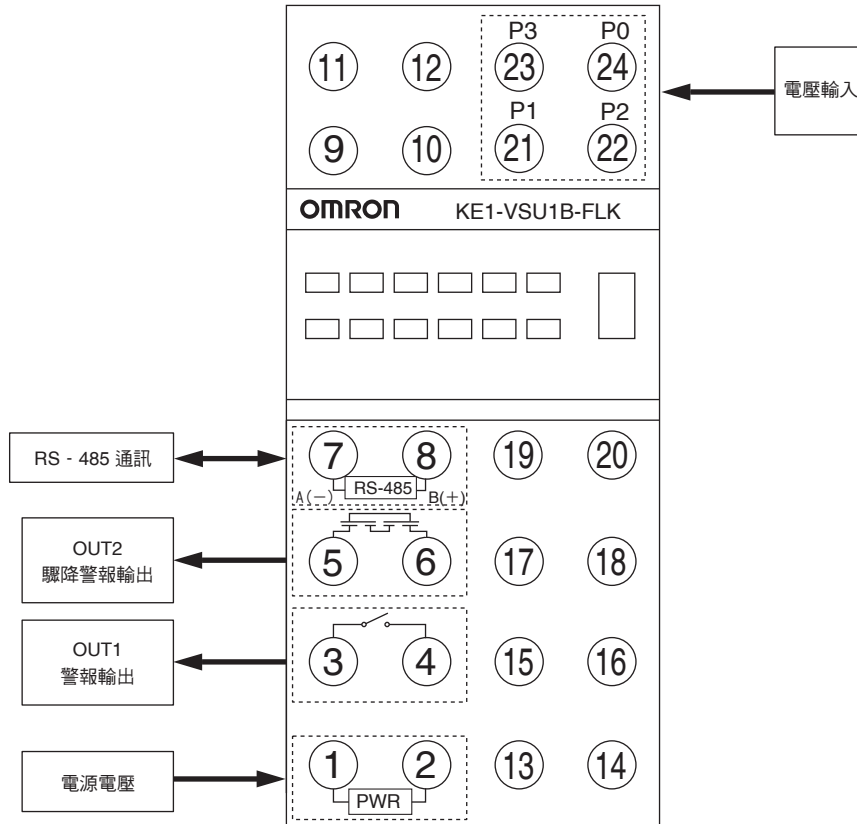 P3 P0
⑪ ⑫ ㉓ ㉔
電壓輸入
P1 P2
⑨ ⑩ ㉑ ㉒
OMRON KE1-VSU1B-FLK
RS - 485 通訊
⑦ ⑧ ⑲ ⑳
A(−) RS-485 B(+)
OUT2
驟降警報輸出
⑤ ⑥ ⑰ ⑱
OUT1
警報輸出
③ ④ ⑮ ⑯
電源電壓
① ② ⑬ ⑭
PWR